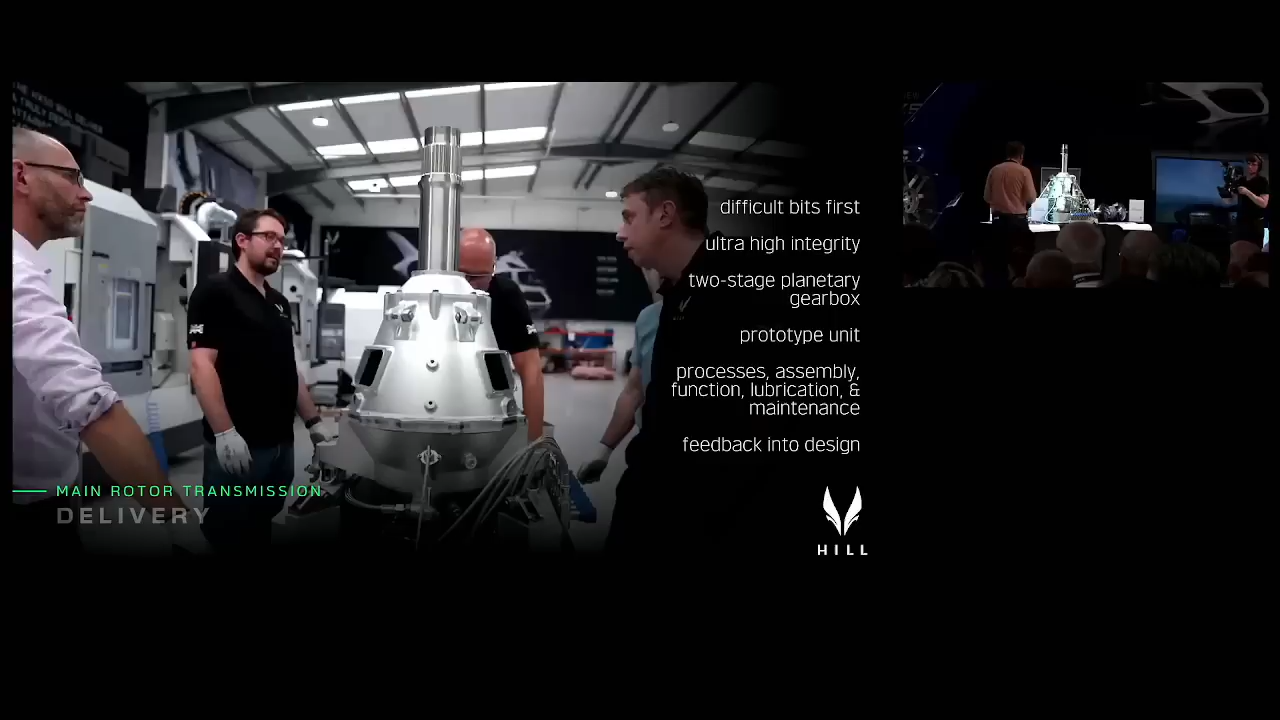 difficult bits first
ultra high integrity
two-stage planetary
gearbox
prototype unit
processes, assembly,
function, lubrication, &
maintenance
feedback into design
MAIN ROTOR TRANSMISSION
DELIVERY
HILL